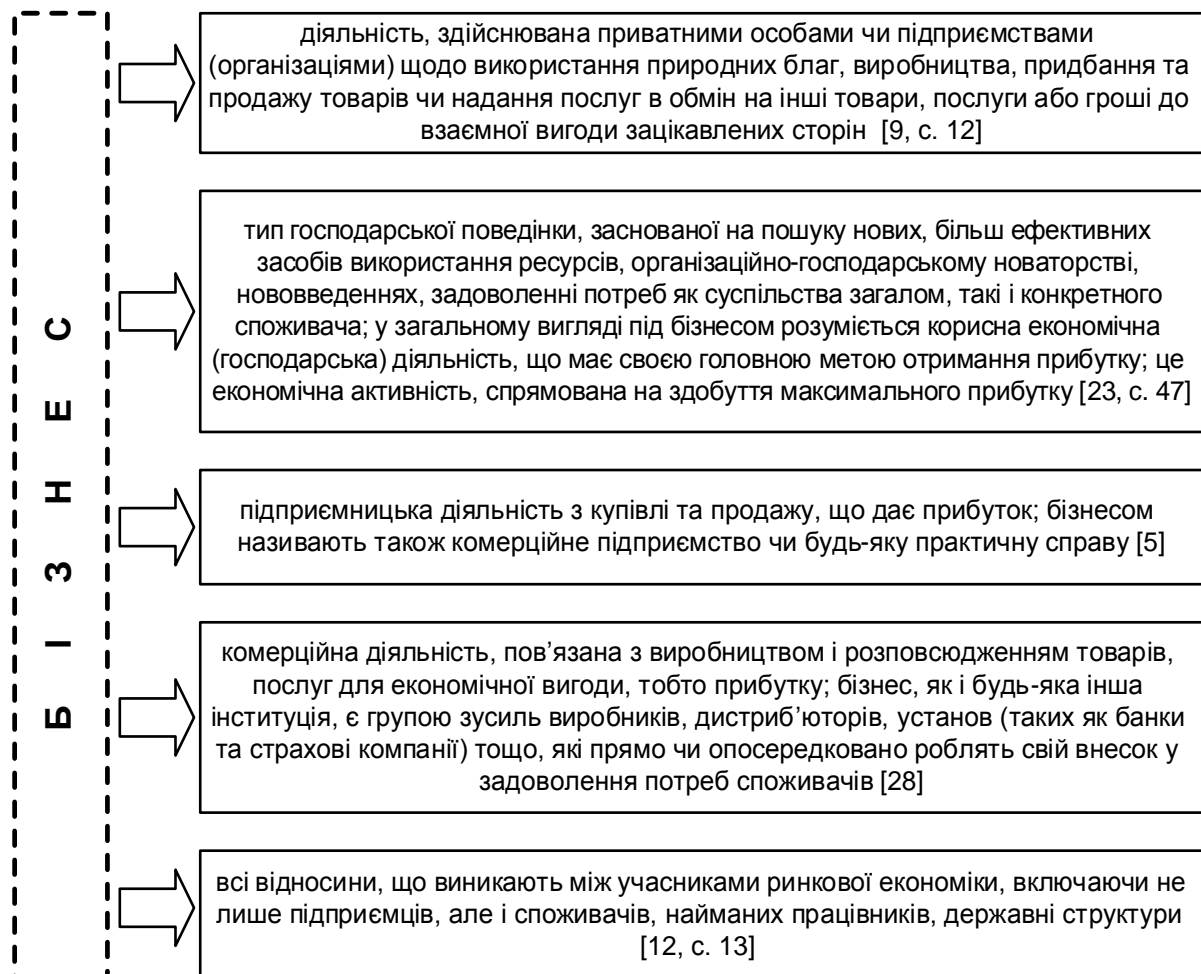 БІЗНЕС
діяльність, здійснювана приватними особами чи підприємствами
(організаціями) щодо використання природних благ, виробництва, придбання та
продажу товарів чи надання послуг в обмін на інші товари, послуги або гроші до
взаємної вигоди зацікавлених сторін [9, с. 12]
тип господарської поведінки, заснованої на пошуку нових, більш ефективних
засобів використання ресурсів, організаційно-господарському новаторстві,
нововведеннях, задоволенні потреб як суспільства загалом, такі і конкретного
споживача; у загальному вигляді під бізнесом розуміється корисна економічна
(господарська) діяльність, що має своєю головною метою отримання прибутку; це
економічна активність, спрямована на здобуття максимального прибутку [23, с. 47]
підприємницька діяльність з купівлі та продажу, що дає прибуток; бізнесом
називають також комерційне підприємство чи будь-яку практичну справу [5]
комерційна діяльність, пов’язана з виробництвом і розповсюдженням товарів,
послуг для економічної вигоди, тобто прибутку; бізнес, як і будь-яка інша
інституція, є групою зусиль виробників, дистриб’юторів, установ (таких як банки
та страхові компанії) тощо, які прямо чи опосередковано роблять свій внесок у
задоволення потреб споживачів [28]
всі відносини, що виникають між учасниками ринкової економіки, включаючи не
лише підприємців, але і споживачів, найманих працівників, державні структури
[12, с. 13]